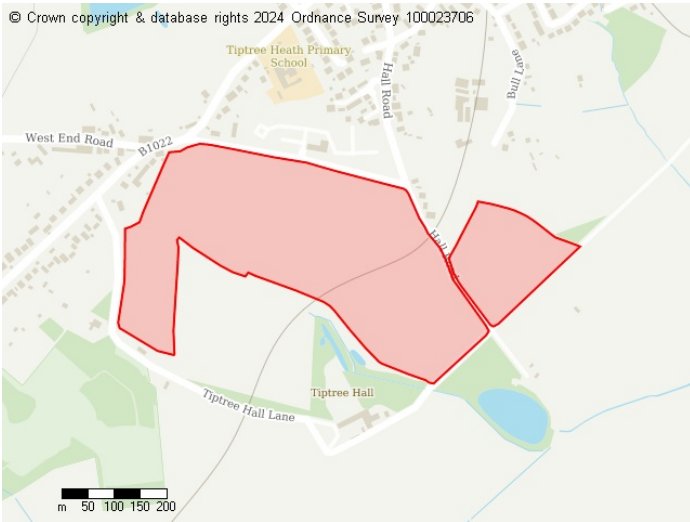 © Crown copyright & database rights 2024 Ordnance Survey 100023706
Tiptree Heath Primary
School
Hall Road
Bull Lane
West End Road
B1022
Tiptree Hall
Tiptree Hall Lane
m 50 100 150 200